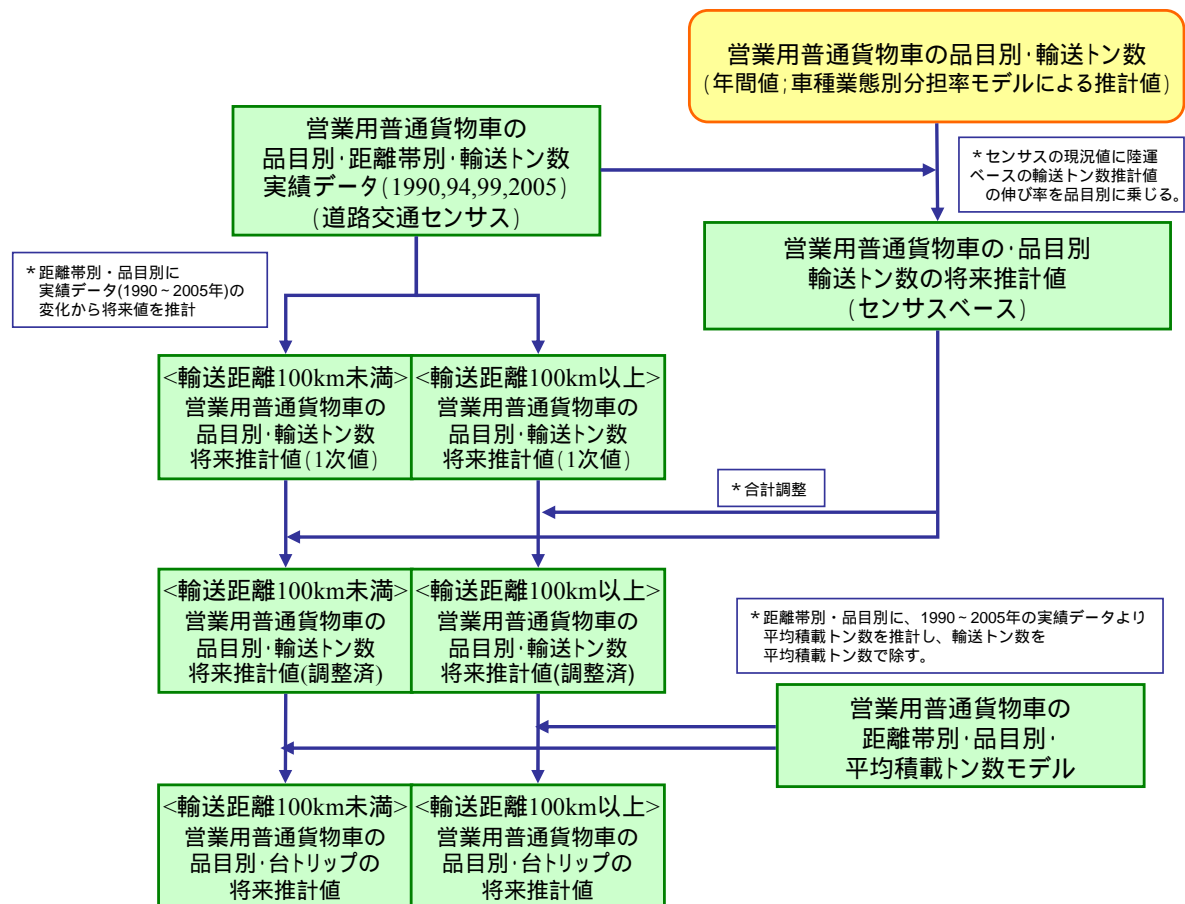 営業用普通貨物車の品目別・輸送トン数
(年間値;車種業態別分担率モデルによる推計値)
営業用普通貨物車の
品目別・距離帯別・輸送トン数
実績データ(1990,94,99,2005)
(道路交通センサス)
*センサスの現況値に陸運
ベースの輸送トン数推計値
の伸び率を品目別に乗じる。
営業用普通貨物車の・品目別
輸送トン数の将来推計値
(センサスベース)
*距離帯別・品目別に
実績データ(1990~2005年)の
変化から将来値を推計
<輸送距離100km未満>
営業用普通貨物車の
品目別・輸送トン数
将来推計値(1次値)
<輸送距離100km以上>
営業用普通貨物車の
品目別・輸送トン数
将来推計値(1次値)
*合計調整
<輸送距離100km未満>
営業用普通貨物車の
品目別・輸送トン数
将来推計値(調整済)
<輸送距離100km以上>
営業用普通貨物車の
品目別・輸送トン数
将来推計値(調整済)
*距離帯別・品目別に、1990~2005年の実績データより
平均積載トン数を推計し、輸送トン数を
平均積載トン数で除す。
営業用普通貨物車の
距離帯別・品目別・
平均積載トン数モデル
<輸送距離100km未満>
営業用普通貨物車の
品目別・台トリップの
将来推計値
<輸送距離100km以上>
営業用普通貨物車の
品目別・台トリップの
将来推計値